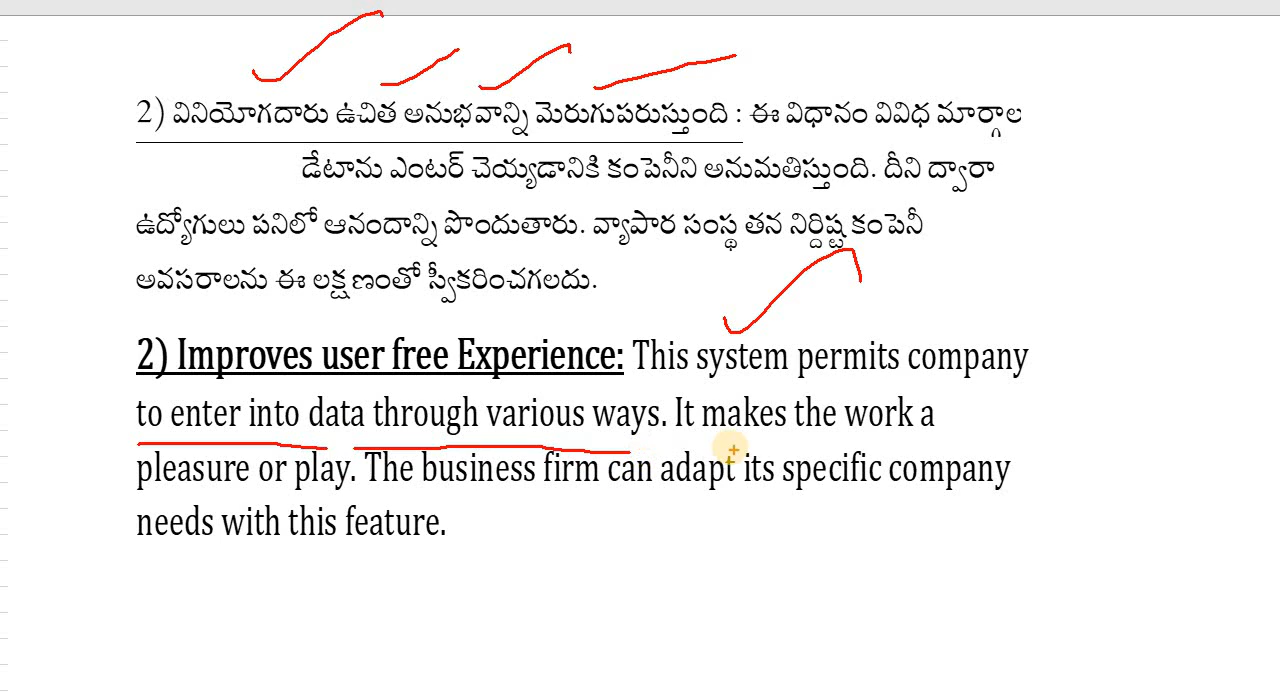 2) వినియోగదారు ఉచిత అనుభవాన్ని మెరుగుపరుస్తుంది : ఈ విధానం వివిధ మార్గాల
డేటాను ఎంటర్ చెయ్యడానికి కంపెనీని అనుమతిస్తుంది. దీని ద్వారా
ఉద్యోగులు పనిలో ఆనందాన్ని పొందుతారు. వ్యాపార సంస్థ తన నిర్దిష్ట కంపెనీ
అవసరాలను ఈ లక్షణంతో స్వీకరించగలదు.
2) Improves user free Experience: This system permits company
to enter into data through various ways. It makes the work a
pleasure or play. The business firm can adapt its specific company
needs with this feature.